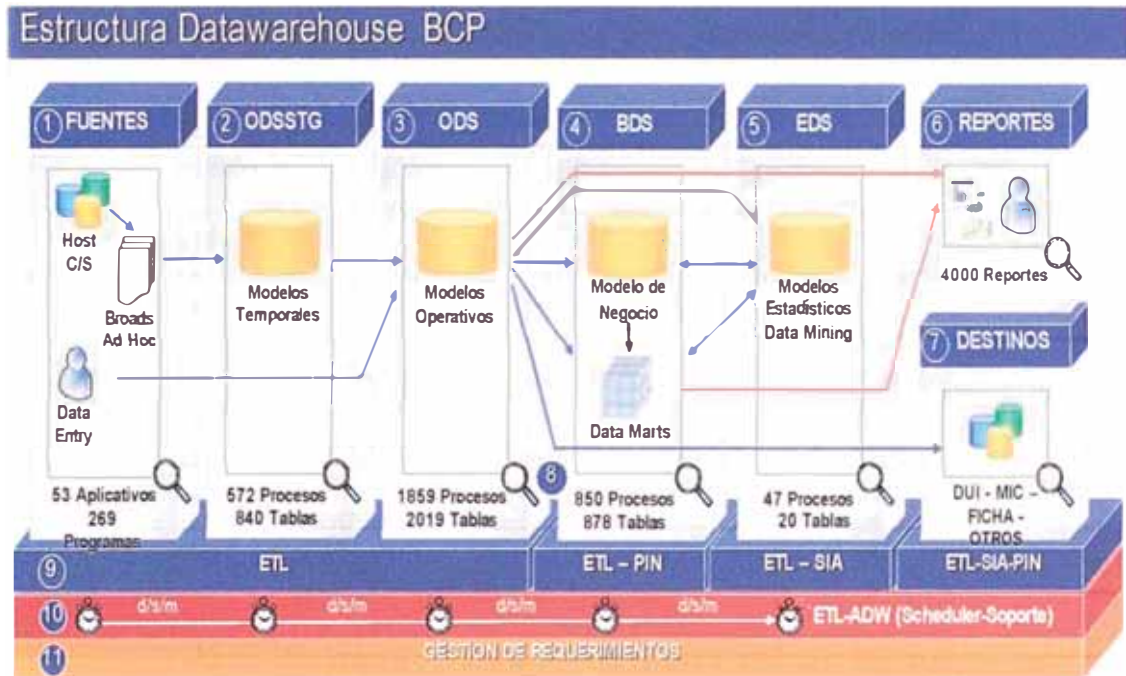 Estructura Datawarehouse BCP
1 FUENTES
2 ODSSTG
3 ODS
4 BDS
5 EDS
6 REPORTES
Host
C/S
Broads
Ad Hoc
Data
Entry
Modelos
Temporales
Modelos
Operativos
Modelo de
Negocio
Data Marts
Modelos
Estadísticos
Data Mining
4000 Reportes
7 DESTINOS
8
53 Aplicativos
269
Programas
572 Procesos
840 Tablas
1859 Procesos
2019 Tablas
850 Procesos
878 Tablas
47 Procesos
20 Tablas
DUI - MIC –
FICHA -
OTROS
9 ETL
ETL – PIN
ETL – SIA
ETL-SIA-PIN
10 d/s/m d/s/m d/s/m d/s/m ETL-ADW (Scheduler-Soporte)
11 GESTION DE REQUERIMIENTOS